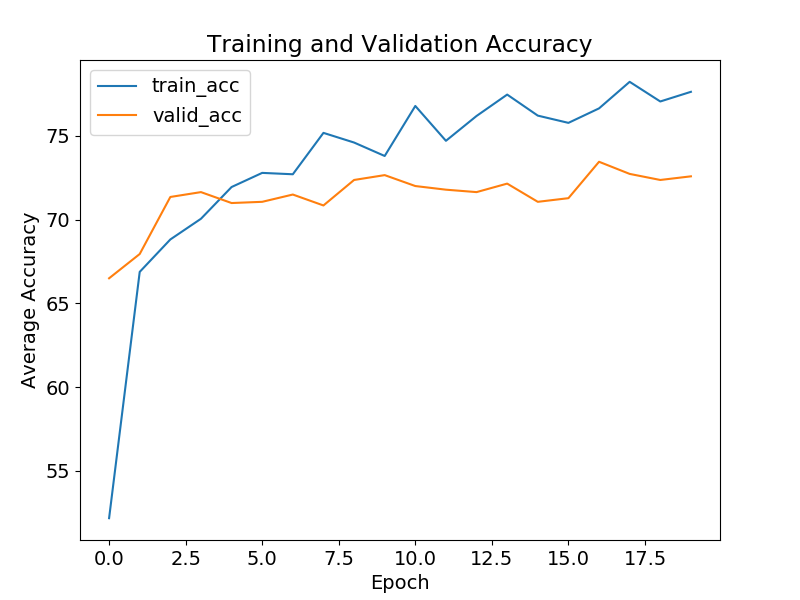 Training and Validation Accuracy
train_acc
valid_acc
75
70
65
60
55
Average Accuracy
0.0 2.5 5.0 7.5 10.0 12.5 15.0 17.5
Epoch